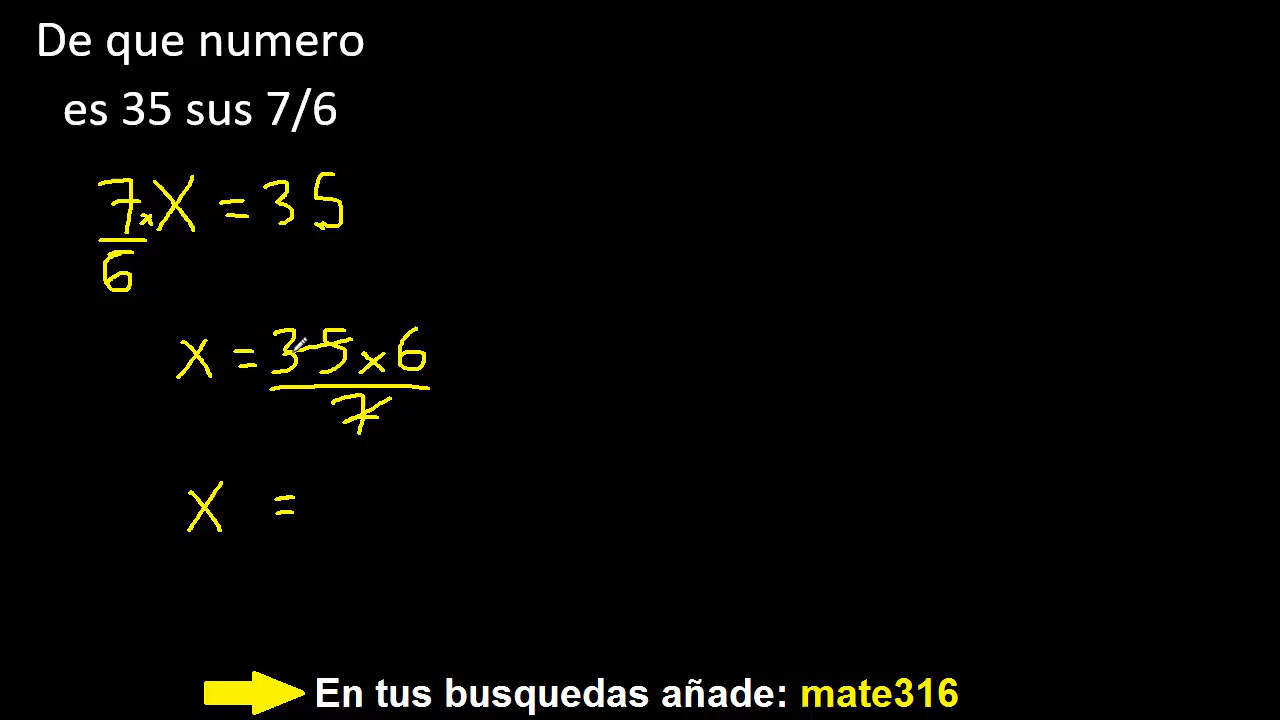 De que numero
es 35 sus 7/6
7/6 x X = 35
x = 35 x 6 / 7
x =
En tus busquedas añade: mate316